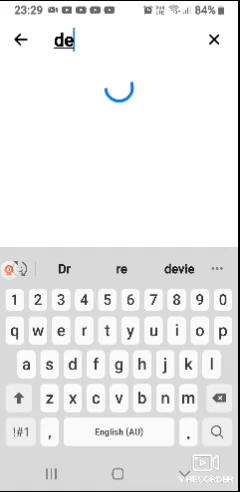 23:29 84%
de
Dr re devie ...
1 2 3 4 5 6 7 8 9 0
q w e r t y u i o p
a s d f g h j k l
z x c v b n m
!#1 , English (AU) .
V RECORDER